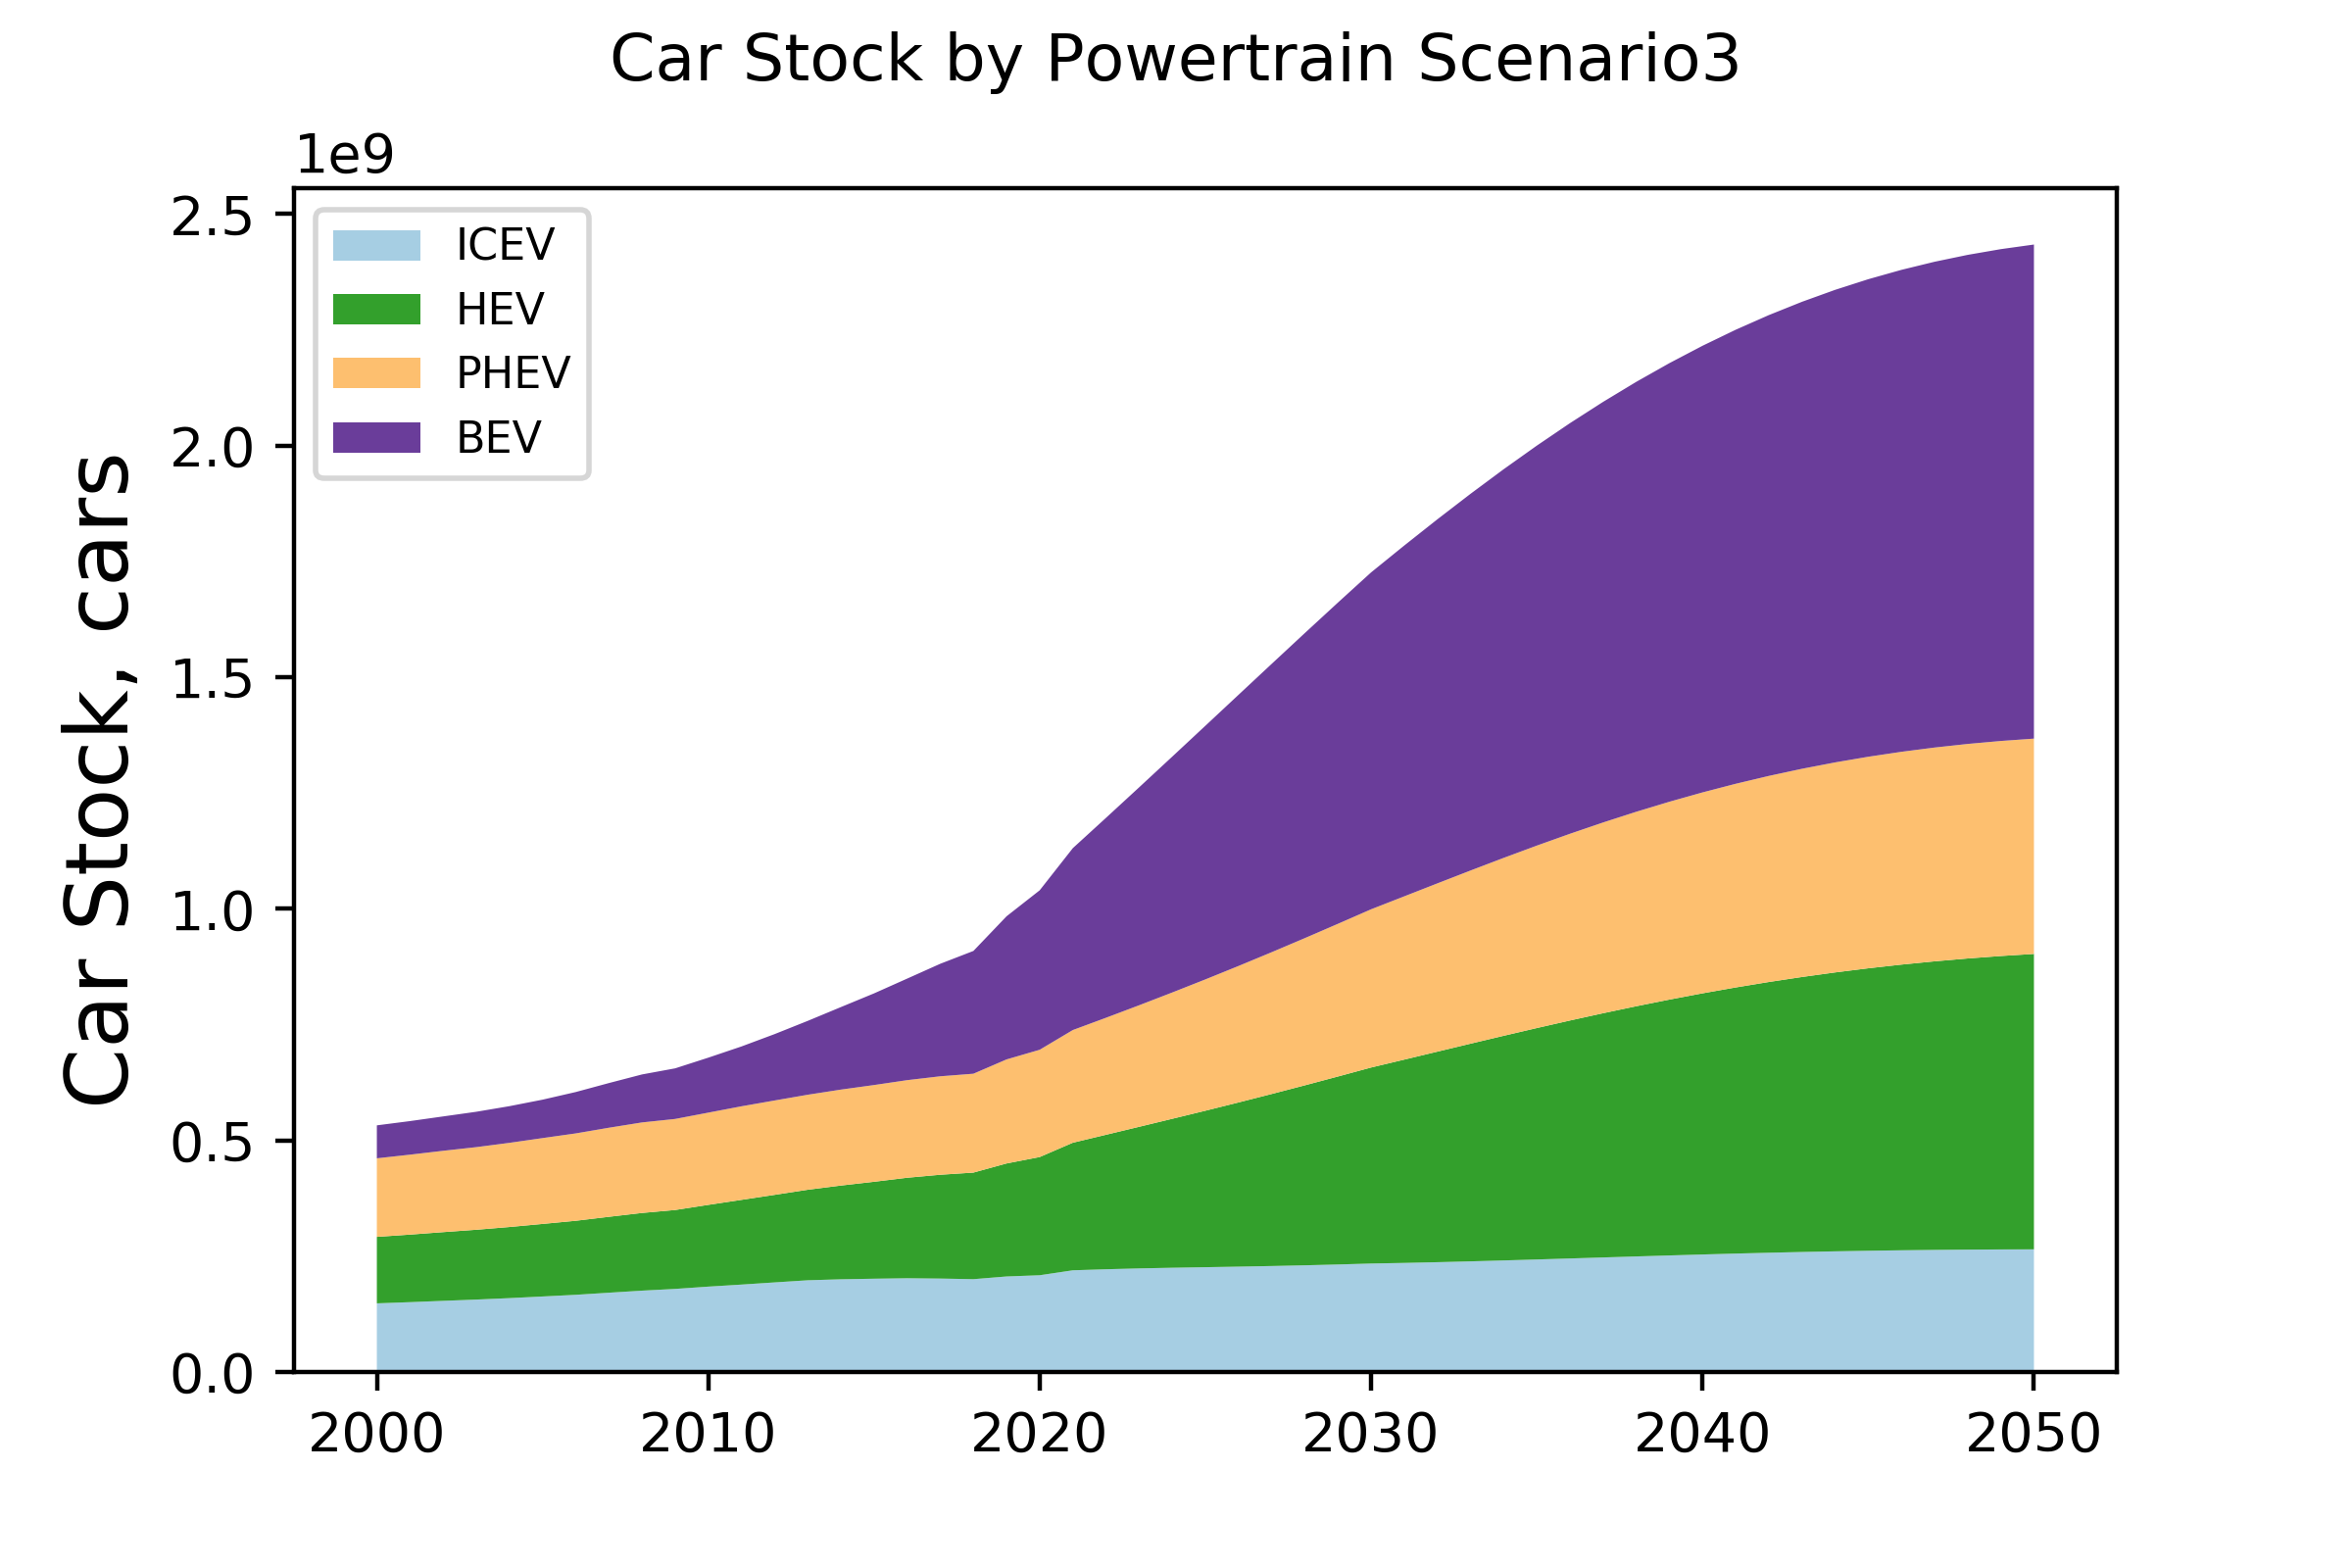 Car Stock by Powertrain Scenario3
1e9
2.5
2.0
1.5
1.0
0.5
0.0
Car Stock, cars
ICEV
HEV
PHEV
BEV
2000 2010 2020 2030 2040 2050